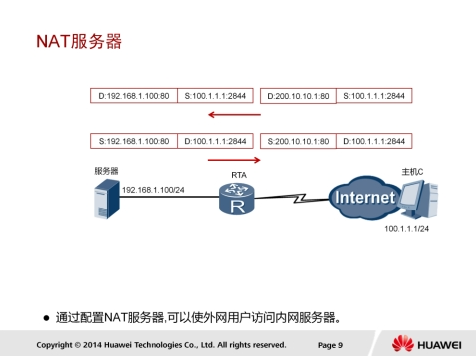 NAT服务器
D:192.168.1.100:80 S:100.1.1.1:2844 D:200.10.10.1:80 S:100.1.1.1:2844
S:192.168.1.100:80 D:100.1.1.1:2844 S:200.10.10.1:80 D:100.1.1.1:2844
服务器 RTA 主机C
192.168.1.100/24
R
Internet
100.1.1.1/24
● 通过配置NAT服务器,可以使外网用户访问内网服务器。
Copyright © 2014 Huawei Technologies Co., Ltd. All rights reserved. Page 9 HUAWEI